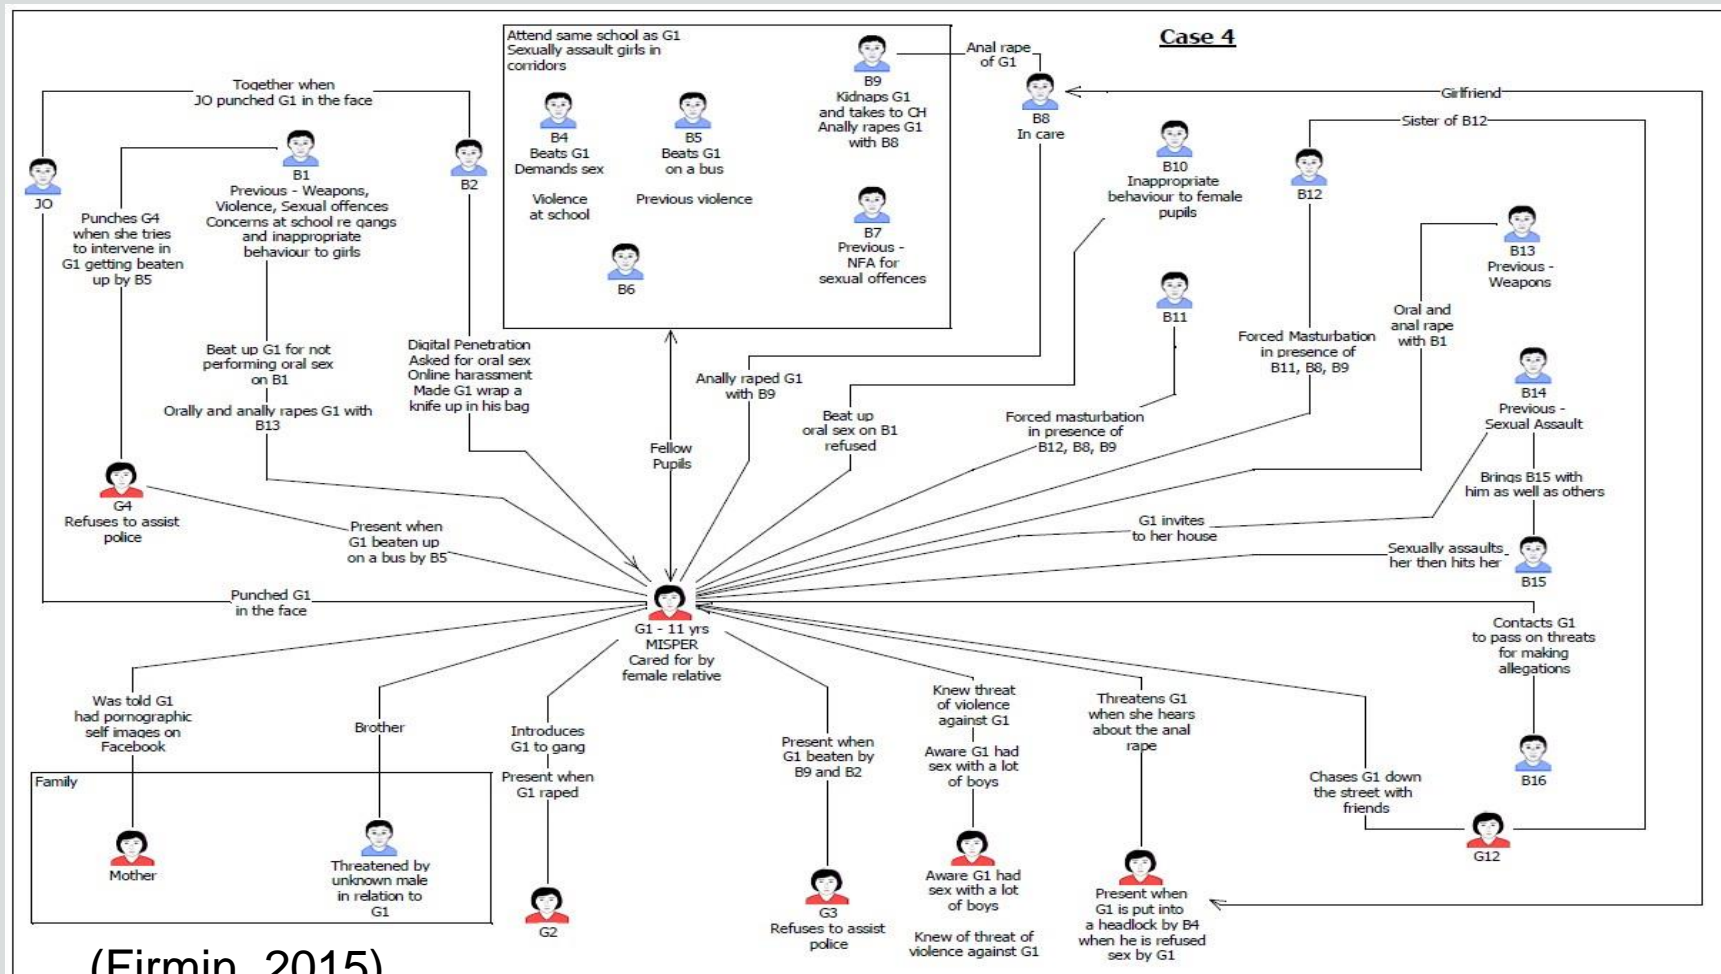 Case 4
Attend same school as G1
Sexually assault girls in
corridors
B9
Kidnaps G1
and takes to CH
Anally rapes G1
with B8
Anal rape
of G1
B8
In care
Girlfriend
Sister of B12
Together when
JO punched G1 in the face
JO
B1
Previous - Weapons,
Violence, Sexual offences
Concerns at school re gangs
and inappropriate
behaviour to girls
B2
B4
Beats G1
Demands sex
Violence
at school
B5
Beats G1
on a bus
Previous violence
B6
B7
Previous -
NFA for
sexual offences
B10
Inappropriate
behaviour to female
pupils
B12
B11
B13
Previous -
Weapons
Punches G4
when she tries
to intervene in
G1 getting beaten
up by B5
Beat up G1 for not
performing oral sex
on B1
Orally and anally rapes G1 with
B13
Digital Penetration
Asked for oral sex
Online harassment
Made G1 wrap a
knife up in his bag
Fellow
Pupils
Anally raped G1
with B9
Beat up
oral sex on B1
refused
Forced masturbation
in presence of
B12, B8, B9
Forced Masturbation
in presence of
B11, B8, B9
Oral and
anal rape
with B1
B14
Previous -
Sexual Assault
Brings B15 with
him as well as others
G1 invites
to her house
Sexually assaults
her then hits her
B15
G4
Refuses to assist
police
Present when
G1 beaten up
on a bus by B5
Punched G1
in the face
G1 - 11 yrs
MISPER
Cared for by
female relative
Contacts G1
to pass on threats
for making
allegations
B16
Was told G1
had pornographic
self images on
Facebook
Brother
Introduces
G1 to gang
Present when
G1 raped
Present when
G1 beaten by
B9 and B2
Knew threat
of violence
against G1
Aware G1 had
sex with a lot
of boys
Threatens G1
when she hears
about the anal
rape
Chases G1 down
the street with
friends
G12
Family
Mother
Threatened by
unknown male
in relation to
G1
G2
G3
Refuses to assist
police
Aware G1 had
sex with a lot
of boys
Knew of threat of
violence against G1
Present when
G1 is put into
a headlock by B4
when he is refused
sex by G1
(Firmin, 2015)